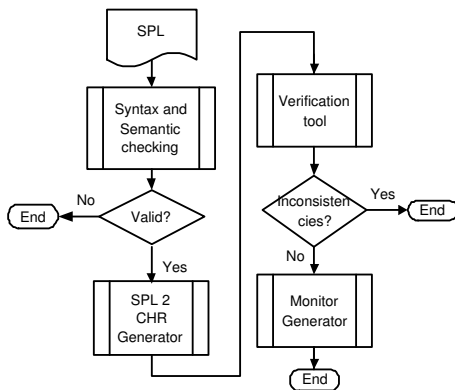 SPL
Syntax and
Semantic
checking
No
End
Valid?
Yes
SPL 2
CHR
Generator
Verification
tool
Inconsisten
cies?
Yes
End
No
Monitor
Generator
End